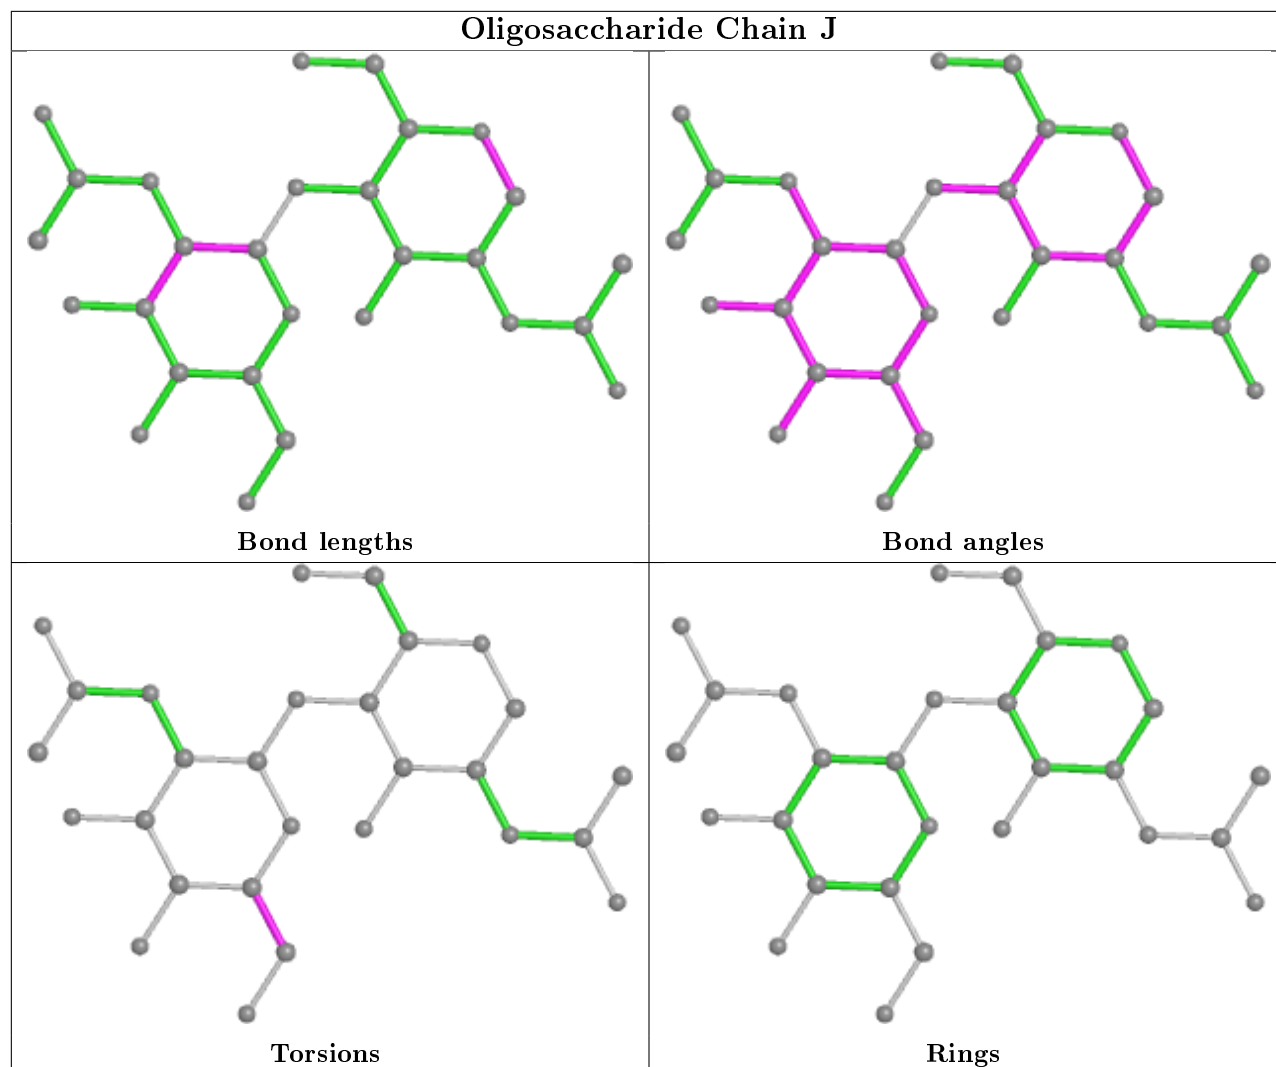 Oligosaccharide Chain J
Bond lengths
Bond angles
Torsions
Rings